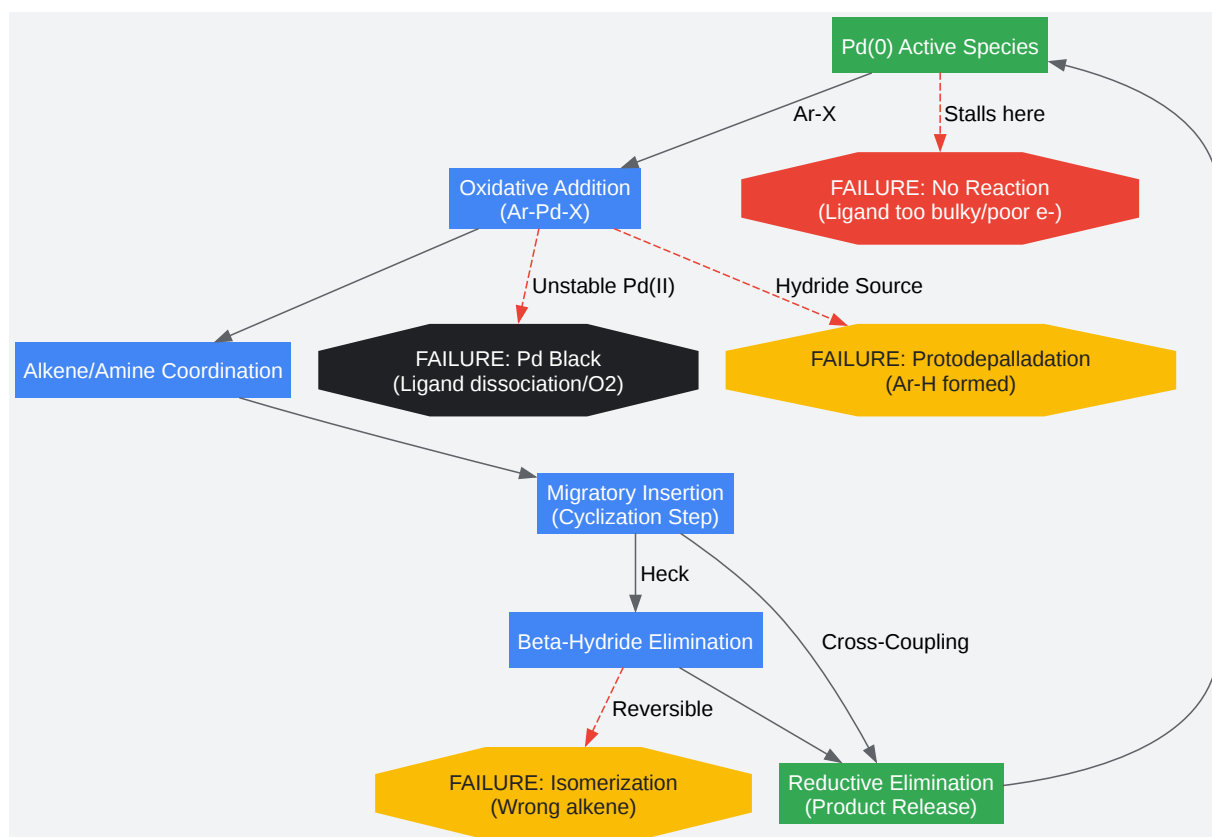 Pd(0) Active Species
Ar-X
Stalls here
Oxidative Addition
(Ar-Pd-X)
FAILURE: No Reaction
(Ligand too bulky/poor e-)
Unstable Pd(II)
Hydride Source
Alkene/Amine Coordination
FAILURE: Pd Black
(Ligand dissociation/O2)
FAILURE: Protodepalladation
(Ar-H formed)
Migratory Insertion
(Cyclization Step)
Heck
Cross-Coupling
Beta-Hydride Elimination
Reversible
FAILURE: Isomerization
(Wrong alkene)
Reductive Elimination
(Product Release)